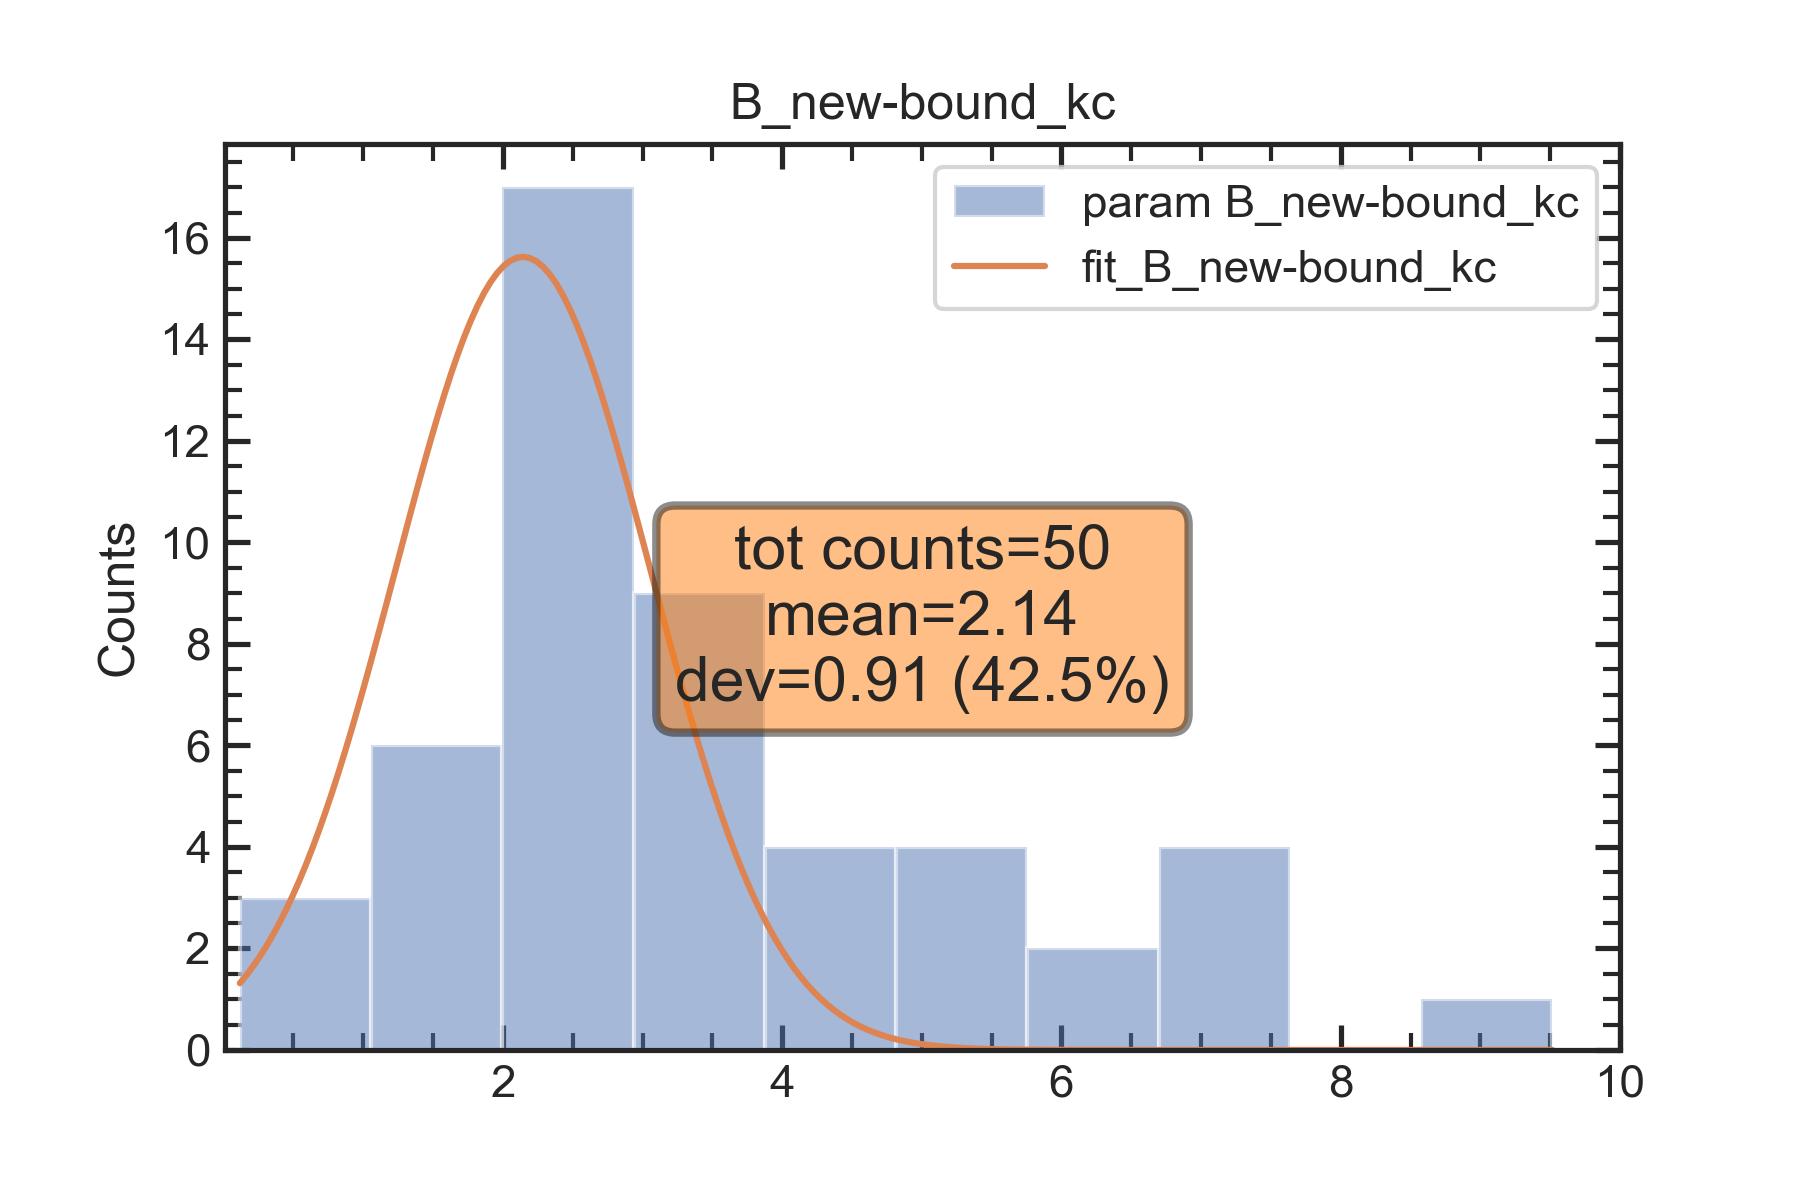 B_new-bound_kc
param B_new-bound_kc
fit_B_new-bound_kc
16
14
12
10
8
6
4
2
0
Counts
tot counts=50
mean=2.14
dev=0.91 (42.5%)
2 4 6 8 10